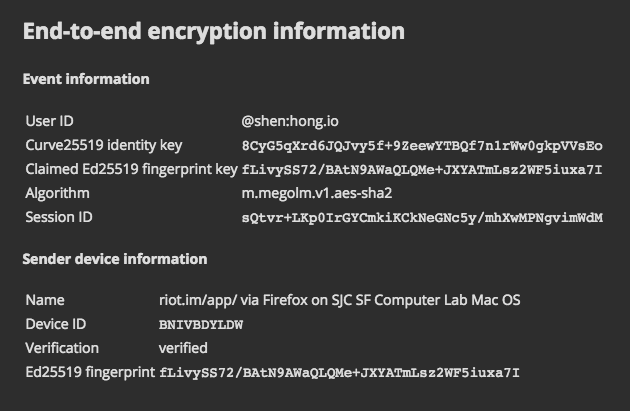 End-to-end encryption information
Event information
User ID @shen:hong.io
Curve25519 identity key 8CyG5qXrd6JQJvy5f+9ZeewYTBQf7n1rWw0gkpVVsEo
Claimed Ed25519 fingerprint key fLivySS72/BAtN9AWaQLQMe+JXYATmLsz2WF5iuxa7I
Algorithm m.megolm.v1.aes-sha2
Session ID sQtvr+LKp0IrGYCmkiKCkNeGNc5y/mhXwMPNgvimWdM
Sender device information
Name riot.im/app/ via Firefox on SJC SF Computer Lab Mac OS
Device ID BNIVBDYLDW
Verification verified
Ed25519 fingerprint fLivySS72/BAtN9AWaQLQMe+JXYATmLsz2WF5iuxa7I